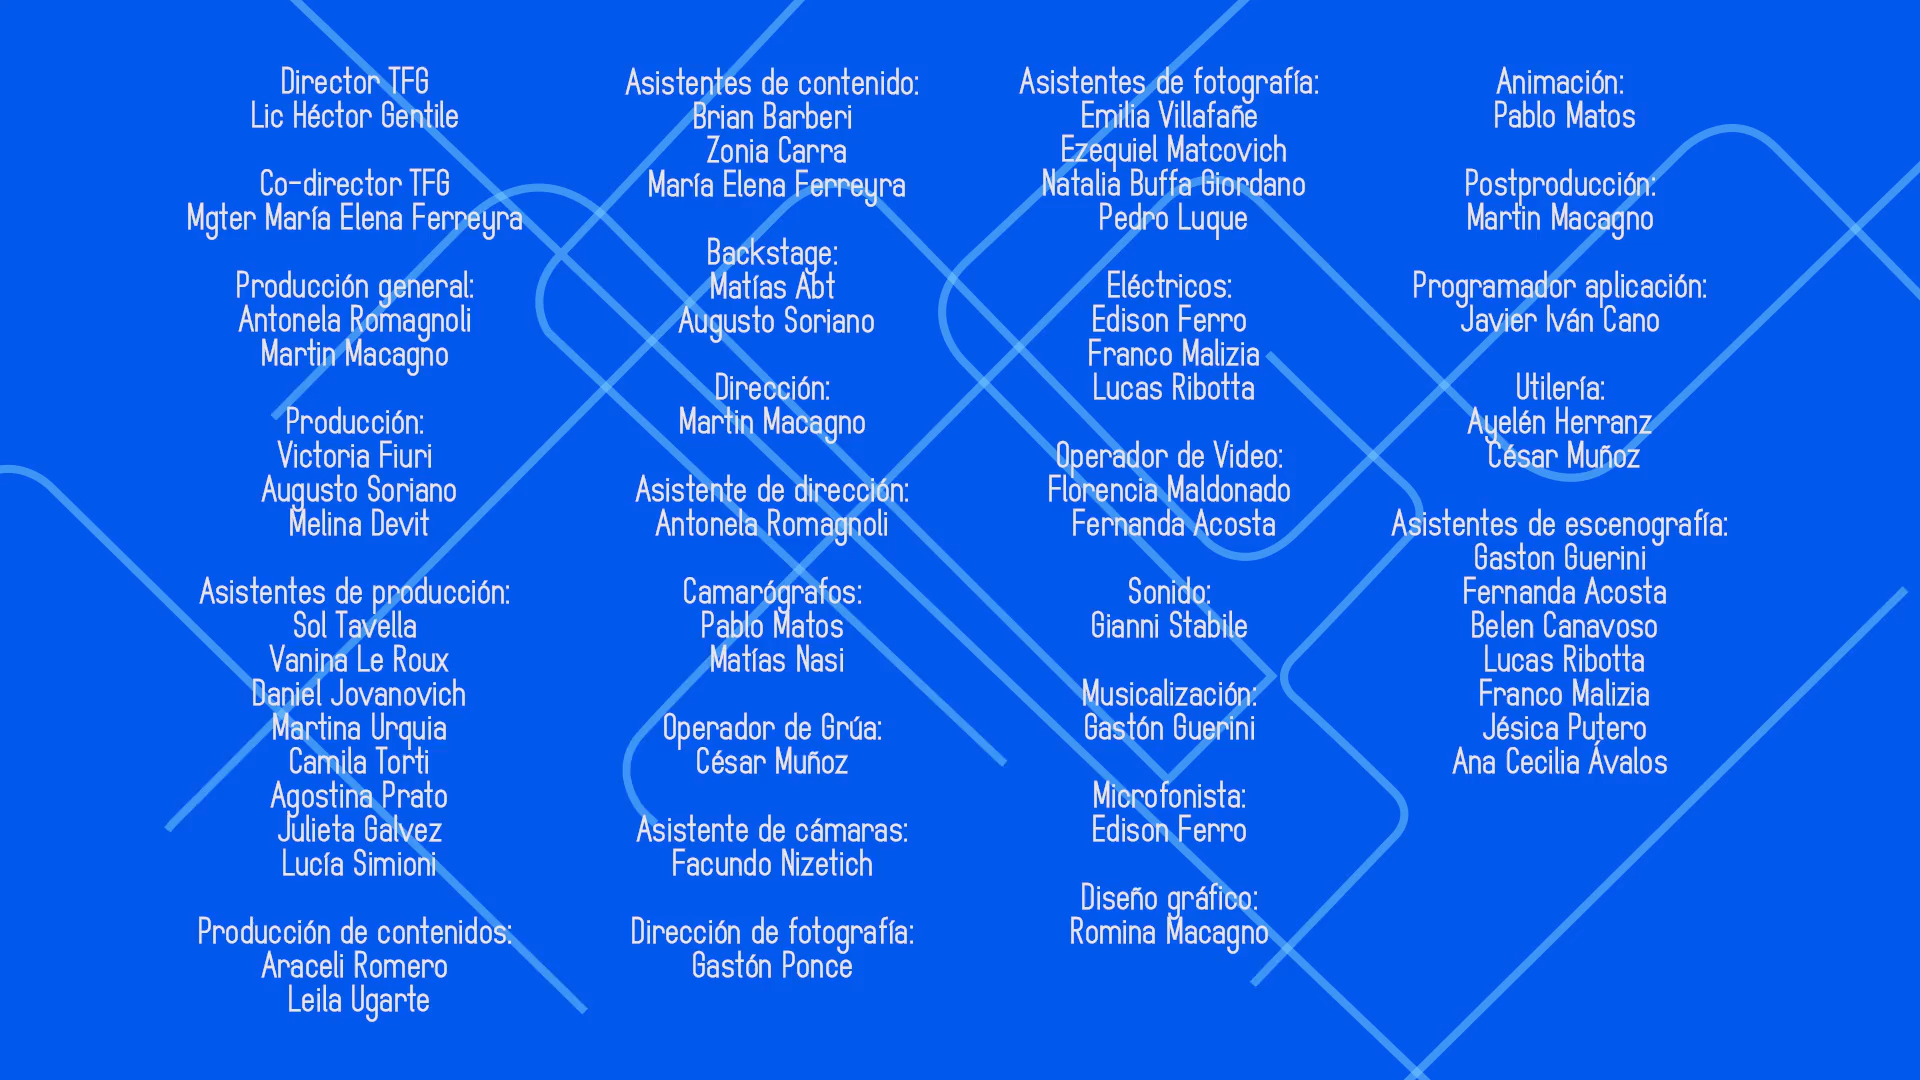 Director TFG
Lic Héctor Gentile
Co-director TFG
Mgter María Elena Ferreyra
Producción general:
Antonela Romagnoli
Martin Macagno
Producción:
Victoria Fiuri
Augusto Soriano
Melina Devit
Asistentes de producción:
Sol Tavella
Vanina Le Roux
Daniel Jovanovich
Martina Urquia
Camila Torti
Agostina Prato
Julieta Galvez
Lucía Simioni
Producción de contenidos:
Araceli Romero
Leila Ugarte
Asistentes de contenido:
Brian Barberi
Zonia Carra
María Elena Ferreyra
Backstage:
Matías Abt
Augusto Soriano
Dirección:
Martin Macagno
Asistente de dirección:
Antonela Romagnoli
Camarógrafos:
Pablo Matos
Matías Nasi
Operador de Grúa:
César Muñoz
Asistente de cámaras:
Facundo Nizetich
Dirección de fotografía:
Gastón Ponce
Asistentes de fotografía:
Emilia Villafañe
Ezequiel Matcovich
Natalia Buffa Giordano
Pedro Luque
Eléctricos:
Edison Ferro
Franco Malizia
Lucas Ribotta
Operador de Video:
Florencia Maldonado
Fernanda Acosta
Sonido:
Gianni Stabile
Musicalización:
Gastón Guerini
Microfonista:
Edison Ferro
Diseño gráfico:
Romina Macagno
Animación:
Pablo Matos
Postproducción:
Martin Macagno
Programador aplicación:
Javier Iván Cano
Utilería:
Ayelén Herranz
César Muñoz
Asistentes de escenografía:
Gaston Guerini
Fernanda Acosta
Belen Canavoso
Lucas Ribotta
Franco Malizia
Jésica Putero
Ana Cecilia Ávalos